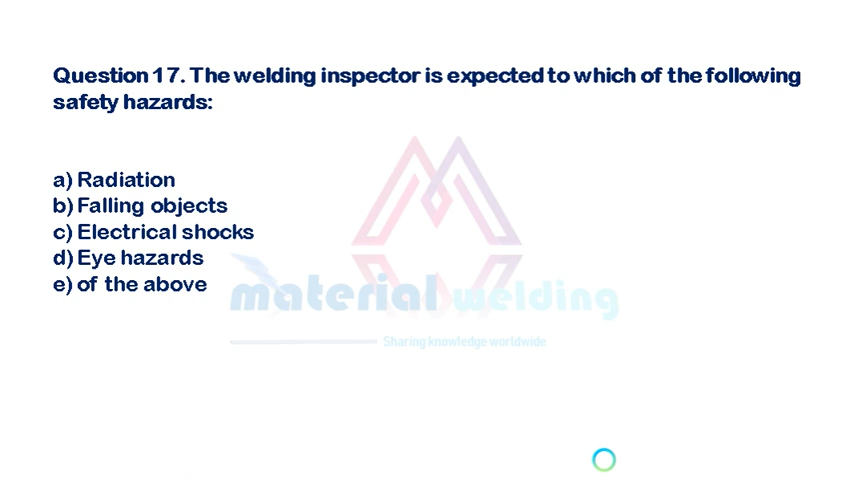 Question 17. The welding inspector is expected to which of the following
safety hazards:
a) Radiation
b) Falling objects
c) Electrical shocks
d) Eye hazards
e) of the above
material welding
Sharing knowledge worldwide